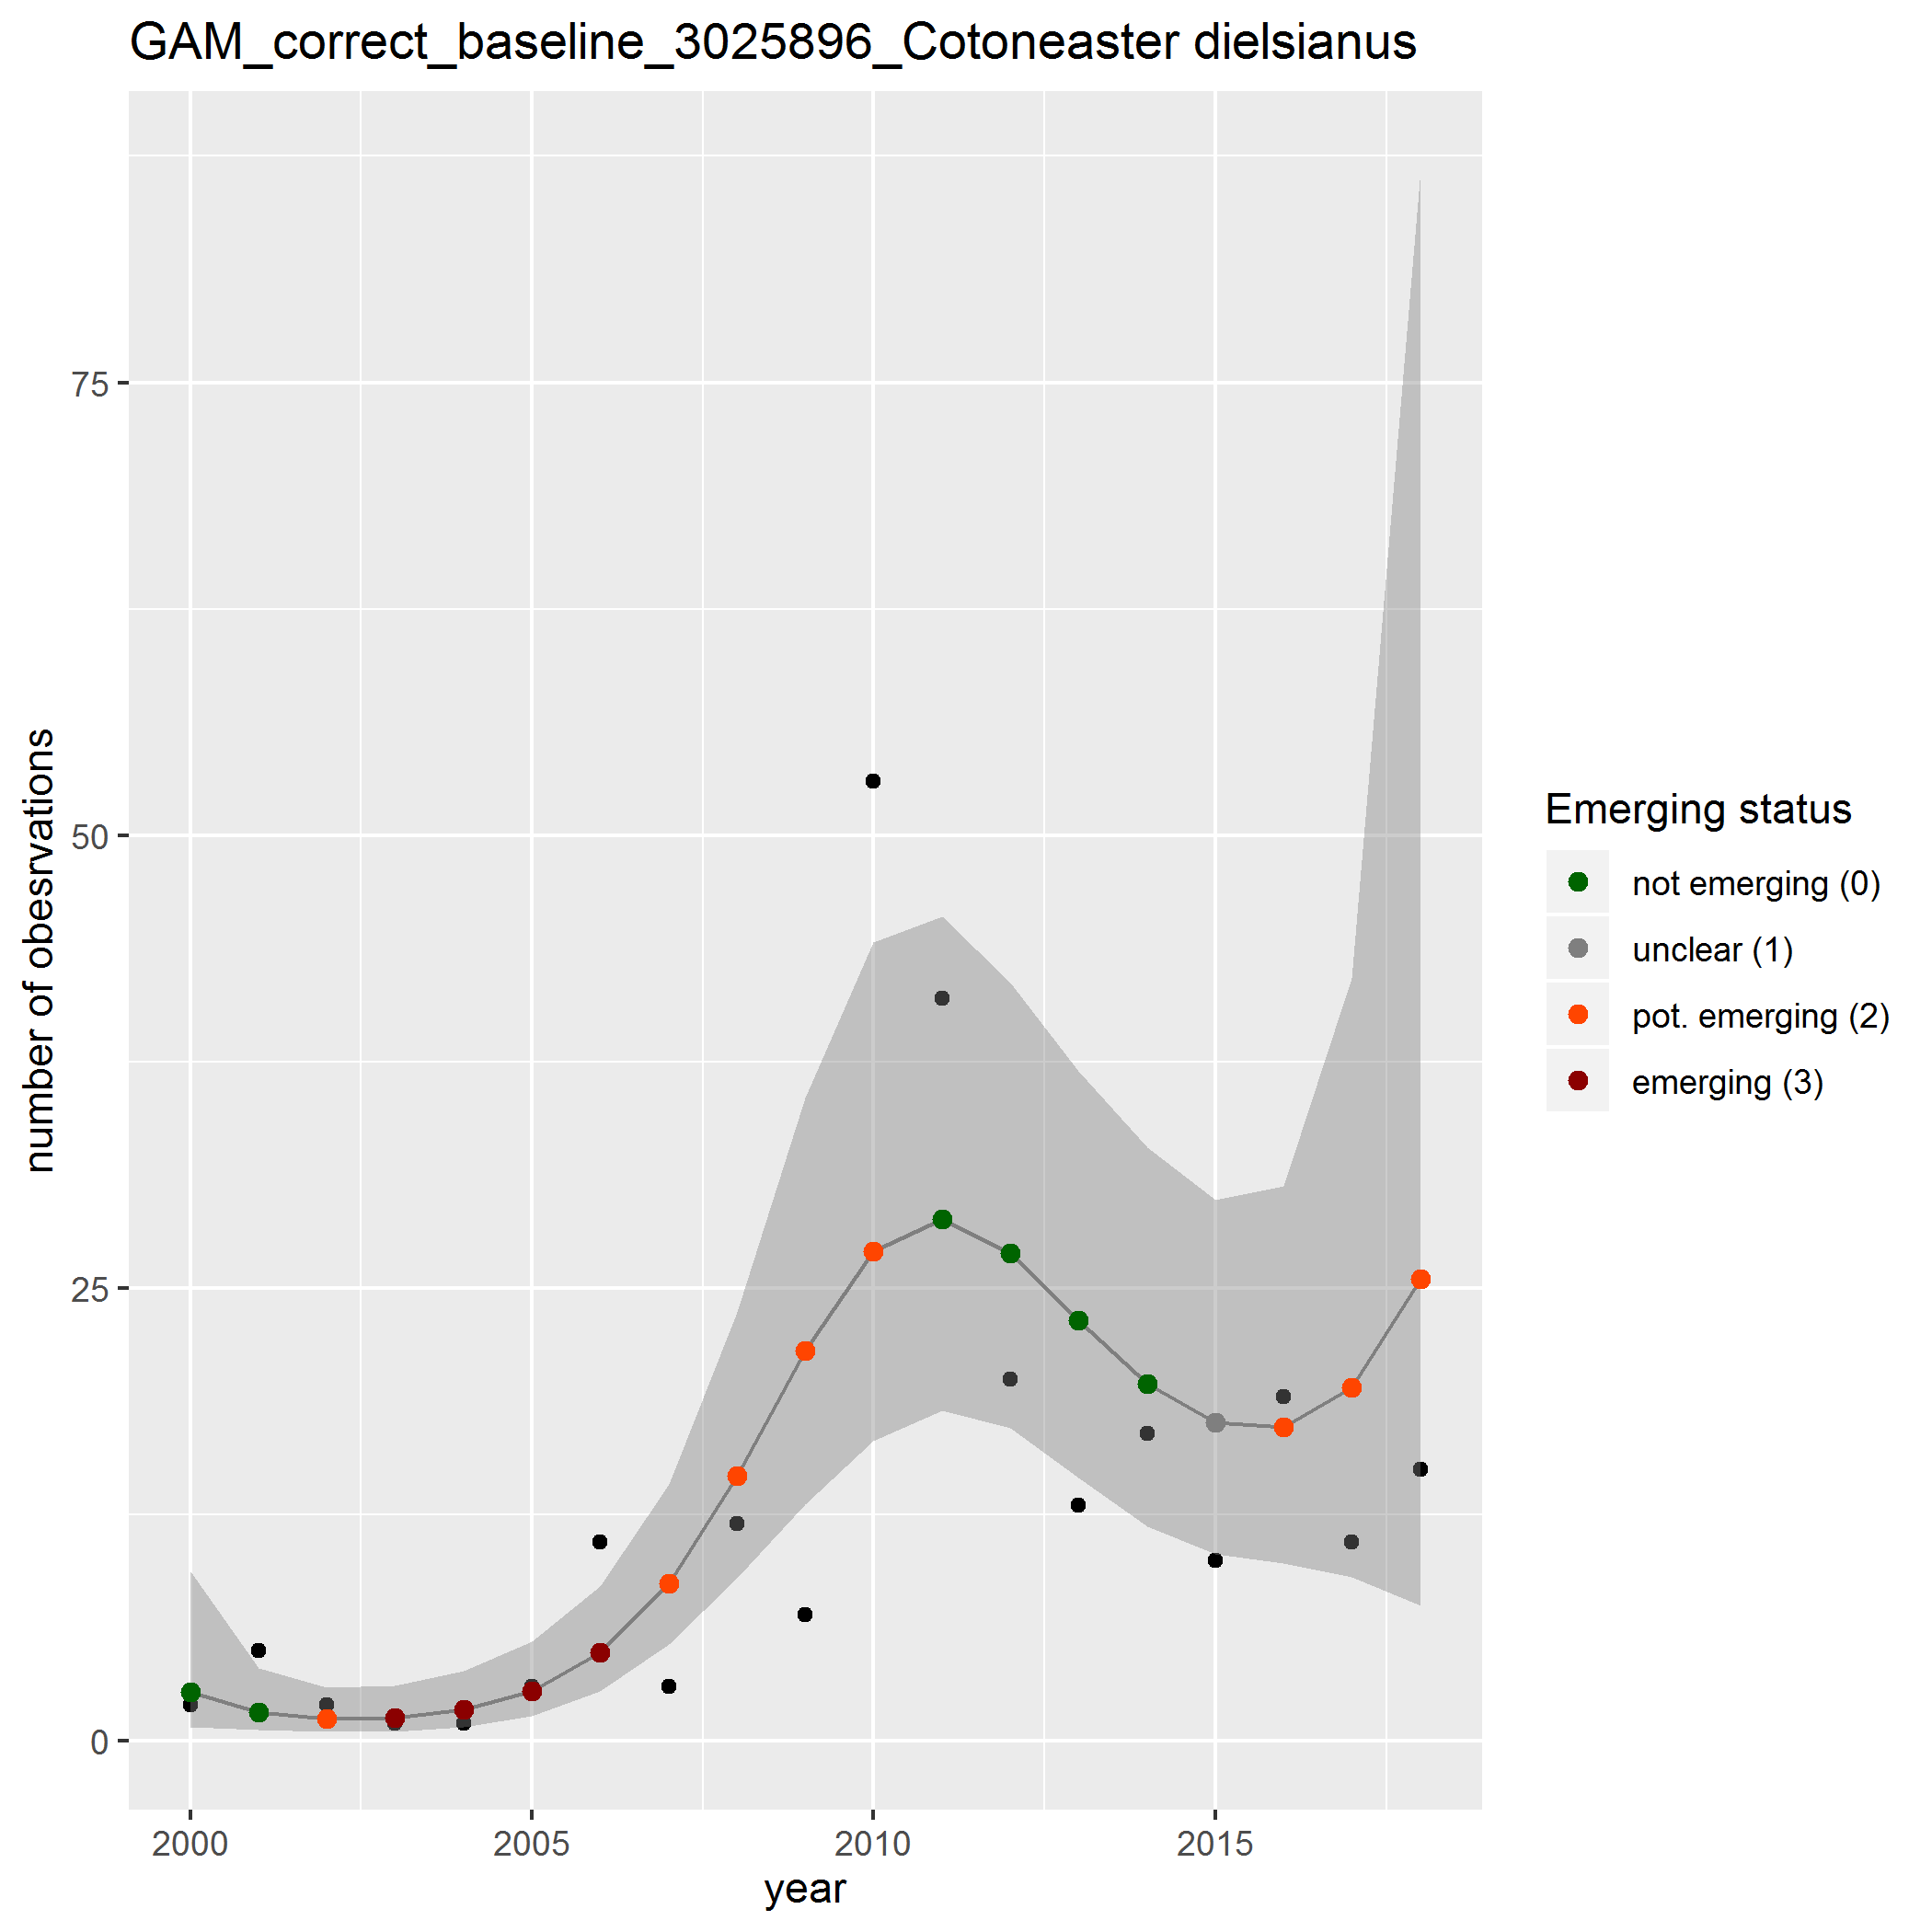 GAM_correct_baseline_3025896_Cotoneaster dielsianus
75
50
25
0
number of obesrvations
2000
2005
2010
2015
year
Emerging status
not emerging (0)
unclear (1)
pot. emerging (2)
emerging (3)